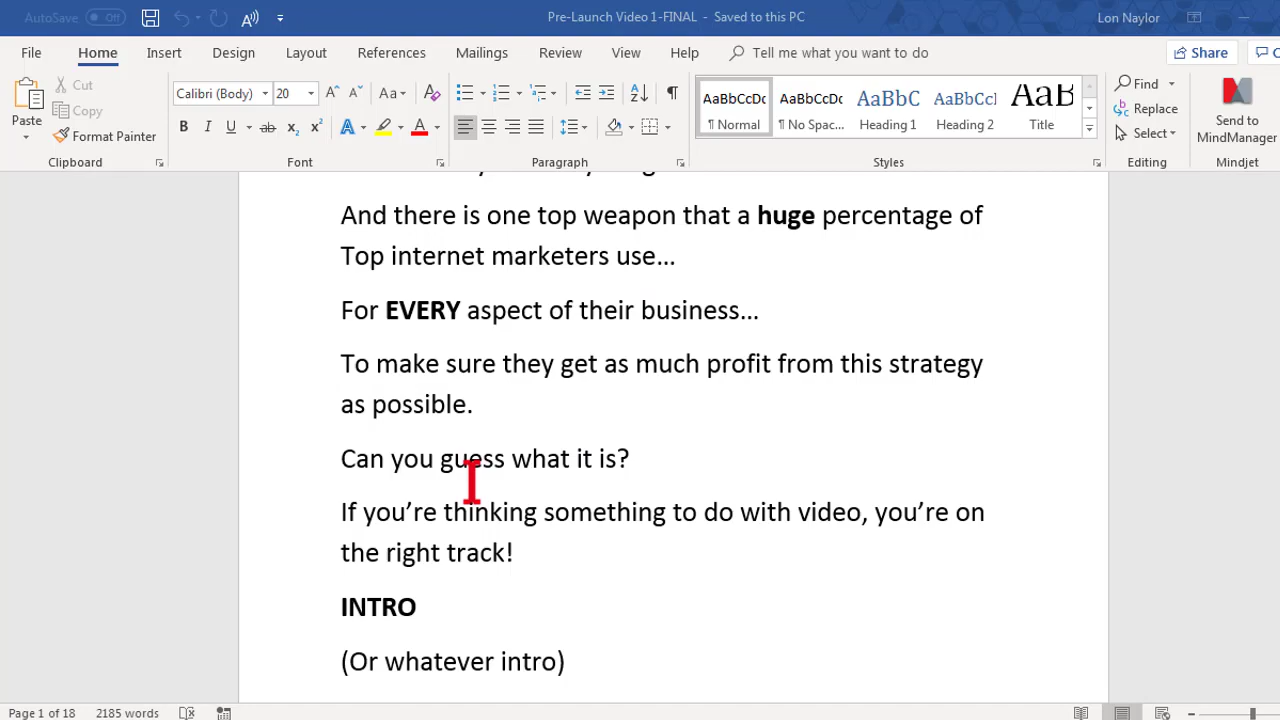 AutoSave Off
Pre-Launch Video 1-FINAL - Saved to this PC
Lon Naylor
File Home Insert Design Layout References Mailings Review View Help Tell me what you want to do Share
Paste
Cut
Copy
Format Painter
Clipboard
Calibri (Body) 20
Font
Paragraph
AaBbCcDc AaBbCcDc AaBbC AaBbCcI AaB
¶ Normal ¶ No Spac... Heading 1 Heading 2 Title
Styles
Find
Replace
Select
Editing
Send to
MindManager
Mindjet
And there is one top weapon that a huge percentage of
Top internet marketers use…
For EVERY aspect of their business…
To make sure they get as much profit from this strategy
as possible.
Can you guess what it is?
If you’re thinking something to do with video, you’re on
the right track!
INTRO
(Or whatever intro)
Page 1 of 18 2185 words